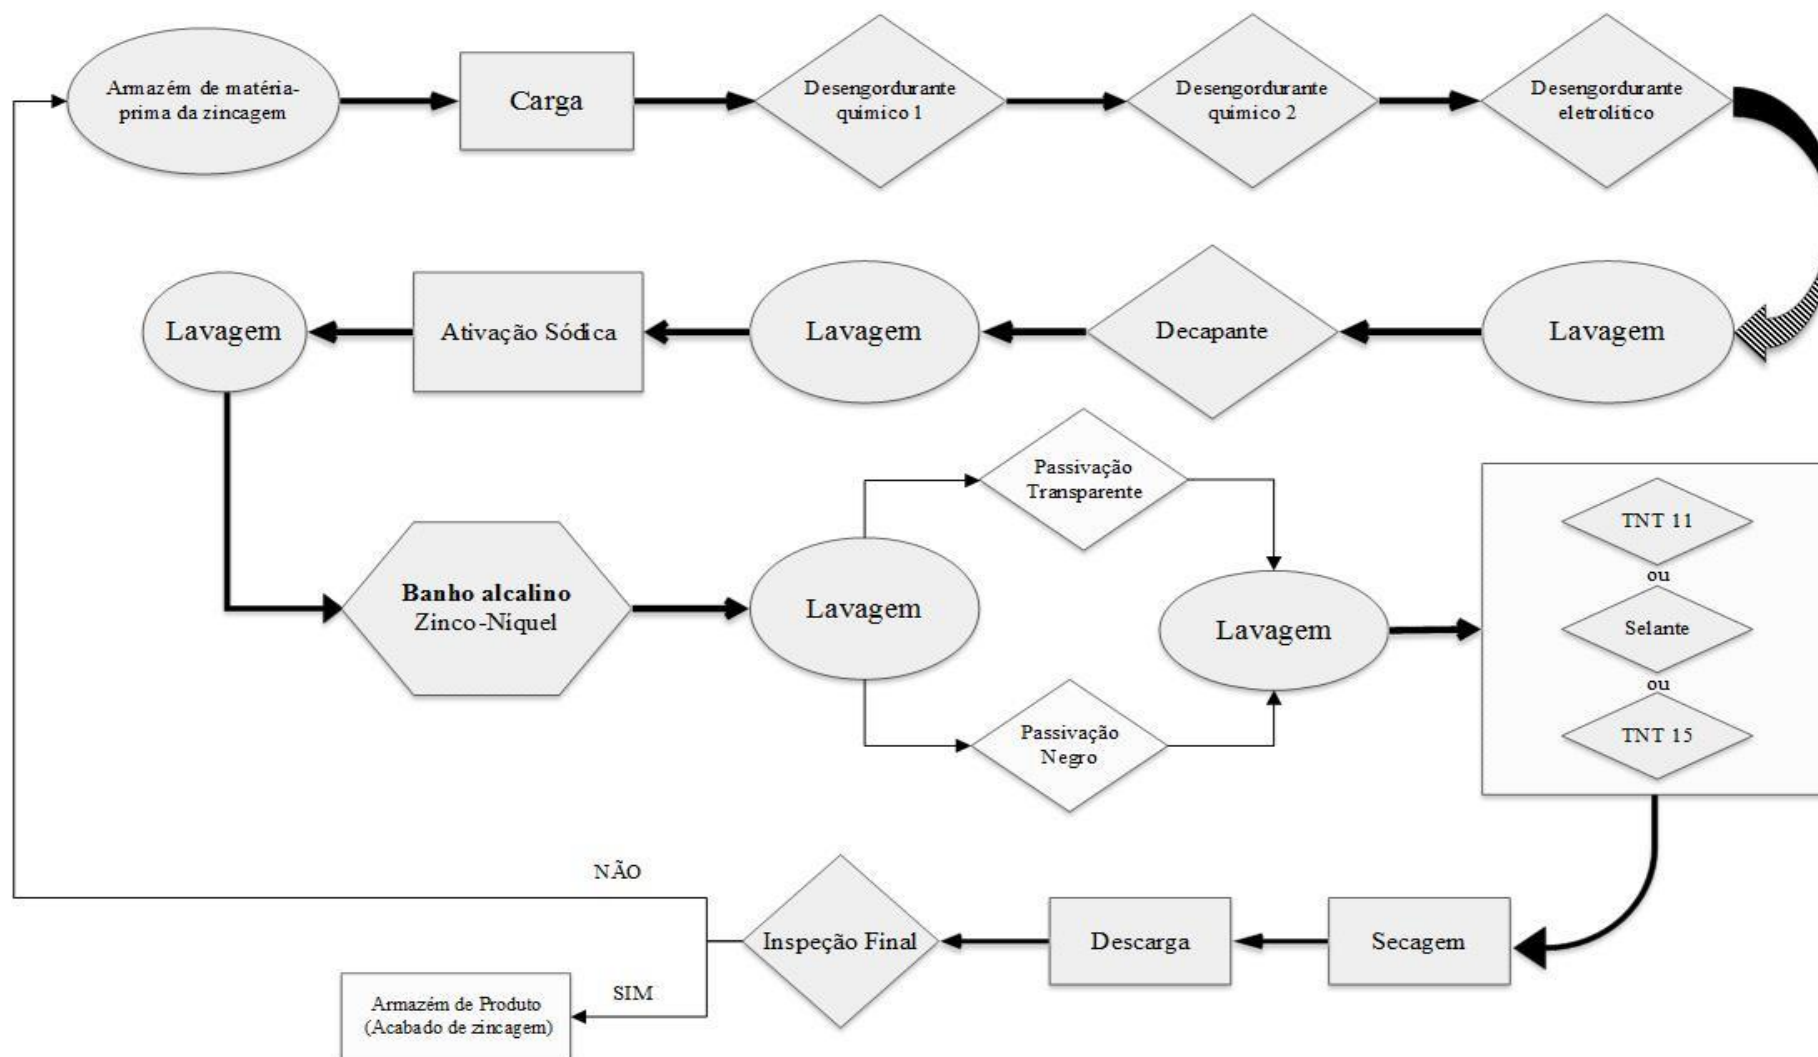 Armazém de matéria-
prima da zincagem
Carga
Desengordurante
químico 1
Desengordurante
químico 2
Desengordurante
eletrolítico
Lavagem
Decapante
Lavagem
Ativação Sódica
Lavagem
Banho alcalino
Zinco-Níquel
Lavagem
Passivação
Transparente
Passivação
Negro
Lavagem
TNT 11
ou
Selante
ou
TNT 15
Secagem
Descarga
Inspeção Final
NÃO
SIM
Armazém de Produto
(Acabado de zincagem)